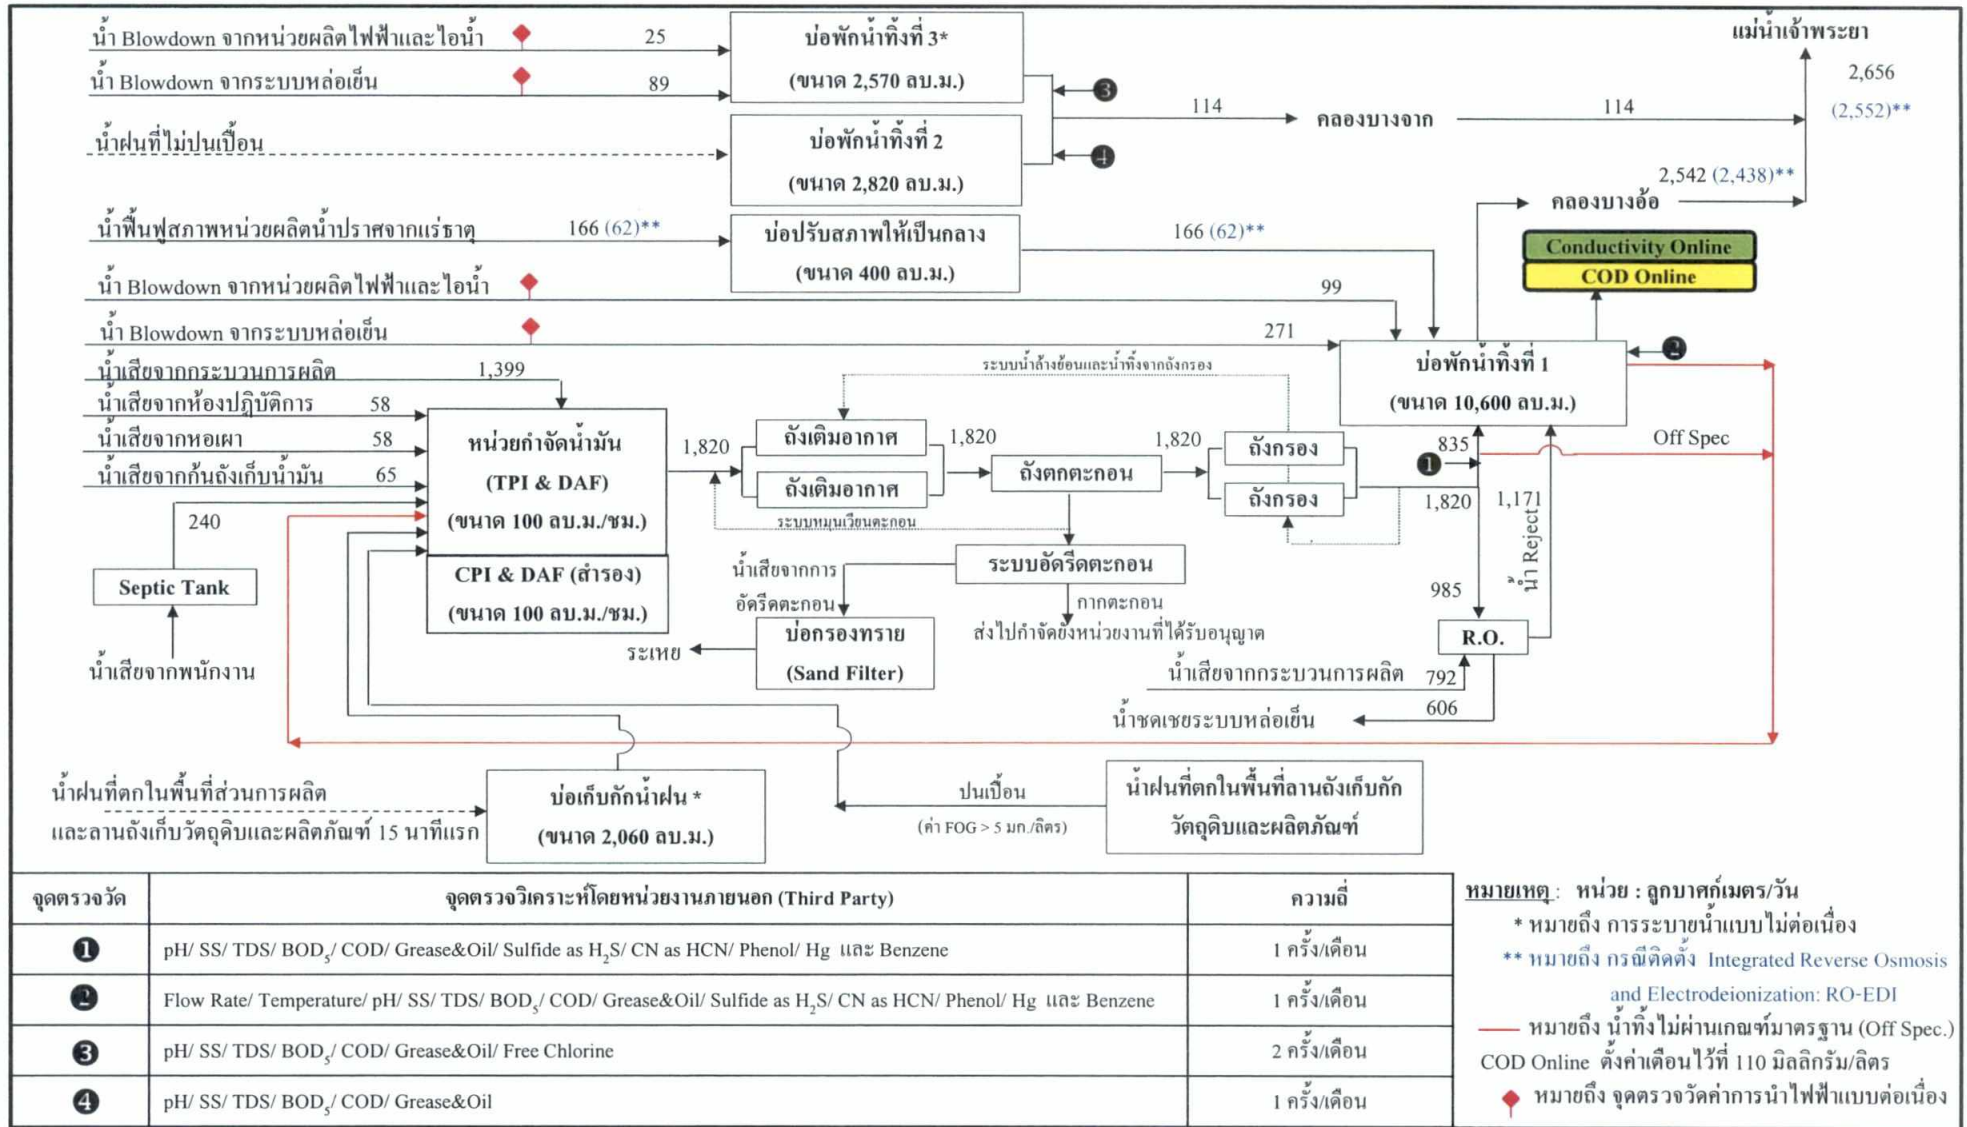 น้ำ Blowdown จากหน่วยผลิตไฟฟ้าและไอน้ำ
25
น้ำ Blowdown จากระบบหล่อเย็น
89
บ่อพักน้ำทิ้งที่ 3*
(ขนาด 2,570 ลบ.ม.)
❸
น้ำฝนที่ไม่ปนเปื้อน
บ่อพักน้ำทิ้งที่ 2
(ขนาด 2,820 ลบ.ม.)
❹
114
คลองบางจาก
114
แม่น้ำเจ้าพระยา
2,656
(2,552)**
2,542 (2,438)**
คลองบางอ้อ
น้ำฟื้นฟูสภาพหน่วยผลิตน้ำปราศจากแร่ธาตุ
166 (62)**
บ่อปรับสภาพให้เป็นกลาง
(ขนาด 400 ลบ.ม.)
166 (62)**
Conductivity Online
COD Online
น้ำ Blowdown จากหน่วยผลิตไฟฟ้าและไอน้ำ
99
น้ำ Blowdown จากระบบหล่อเย็น
271
บ่อพักน้ำทิ้งที่ 1
(ขนาด 10,600 ลบ.ม.)
❷
น้ำเสียจากกระบวนการผลิต
1,399
น้ำเสียจากห้องปฏิบัติการ
58
น้ำเสียจากหอเผา
58
น้ำเสียจากก้นถังเก็บน้ำมัน
65
240
Septic Tank
น้ำเสียจากพนักงาน
หน่วยกำจัดน้ำมัน
(TPI & DAF)
(ขนาด 100 ลบ.ม./ชม.)
CPI & DAF (สำรอง)
(ขนาด 100 ลบ.ม./ชม.)
ระบบน้ำล้างย้อนและน้ำทิ้งจากถังกรอง
1,820
ถังเติมอากาศ
ถังเติมอากาศ
1,820
ถังตกตะกอน
1,820
ถังกรอง
ถังกรอง
ระบบหมุนเวียนตะกอน
❶
835
Off Spec
1,820
1,171
น้ำ Reject
985
R.O.
น้ำเสียจากการ
อัดรีดตะกอน
ระบบอัดรีดตะกอน
กากตะกอน
ส่งไปกำจัดยังหน่วยงานที่ได้รับอนุญาต
บ่อกรองทราย
(Sand Filter)
ระเหย
น้ำเสียจากกระบวนการผลิต
792
น้ำชดเชยระบบหล่อเย็น
606
น้ำฝนที่ตกในพื้นที่ส่วนการผลิต
และลานถังเก็บวัตถุดิบและผลิตภัณฑ์ 15 นาทีแรก
บ่อเก็บกักน้ำฝน *
(ขนาด 2,060 ลบ.ม.)
ปนเปื้อน
(ค่า FOG > 5 มก./ลิตร)
น้ำฝนที่ตกในพื้นที่ลานถังเก็บกัก
วัตถุดิบและผลิตภัณฑ์
จุดตรวจวัด
จุดตรวจวิเคราะห์โดยหน่วยงานภายนอก (Third Party)
ความถี่
❶
pH/ SS/ TDS/ BOD5/ COD/ Grease&Oil/ Sulfide as H2S/ CN as HCN/ Phenol/ Hg และ Benzene
1 ครั้ง/เดือน
❷
Flow Rate/ Temperature/ pH/ SS/ TDS/ BOD5/ COD/ Grease&Oil/ Sulfide as H2S/ CN as HCN/ Phenol/ Hg และ Benzene
1 ครั้ง/เดือน
❸
pH/ SS/ TDS/ BOD5/ COD/ Grease&Oil/ Free Chlorine
2 ครั้ง/เดือน
❹
pH/ SS/ TDS/ BOD5/ COD/ Grease&Oil
1 ครั้ง/เดือน
หมายเหตุ : หน่วย : ลูกบาศก์เมตร/วัน
* หมายถึง การระบายน้ำแบบไม่ต่อเนื่อง
** หมายถึง กรณีติดตั้ง Integrated Reverse Osmosis
and Electrodeionization: RO-EDI
หมายถึง น้ำทิ้งไม่ผ่านเกณฑ์มาตรฐาน (Off Spec.)
COD Online ตั้งค่าเตือนไว้ที่ 110 มิลลิกรัม/ลิตร
หมายถึง จุดตรวจวัดค่าการนำไฟฟ้าแบบต่อเนื่อง